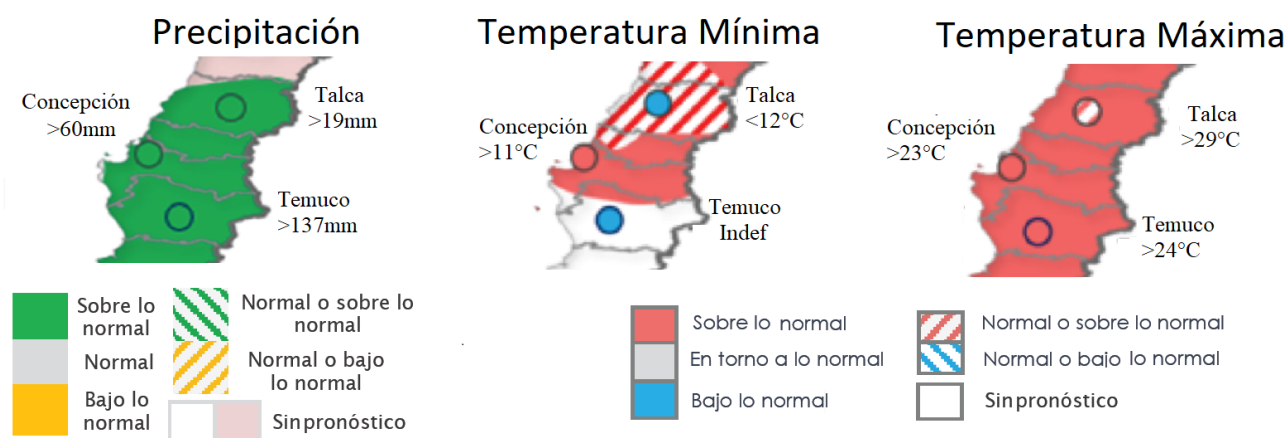 Precipitación
Concepción
>60mm
Talca
>19mm
Temuco
>137mm
Temperatura Mínima
Concepción
>11°C
Talca
<12°C
Temuco
Indef
Temperatura Máxima
Concepción
>23°C
Talca
>29°C
Temuco
>24°C
Sobre lo
normal
Normal
Bajo lo
normal
Normal o sobre lo
normal
Normal o bajo
lo normal
Sin pronóstico
Sobre lo normal
En torno a lo normal
Bajo lo normal
Normal o sobre lo normal
Normal o bajo lo normal
Sin pronóstico